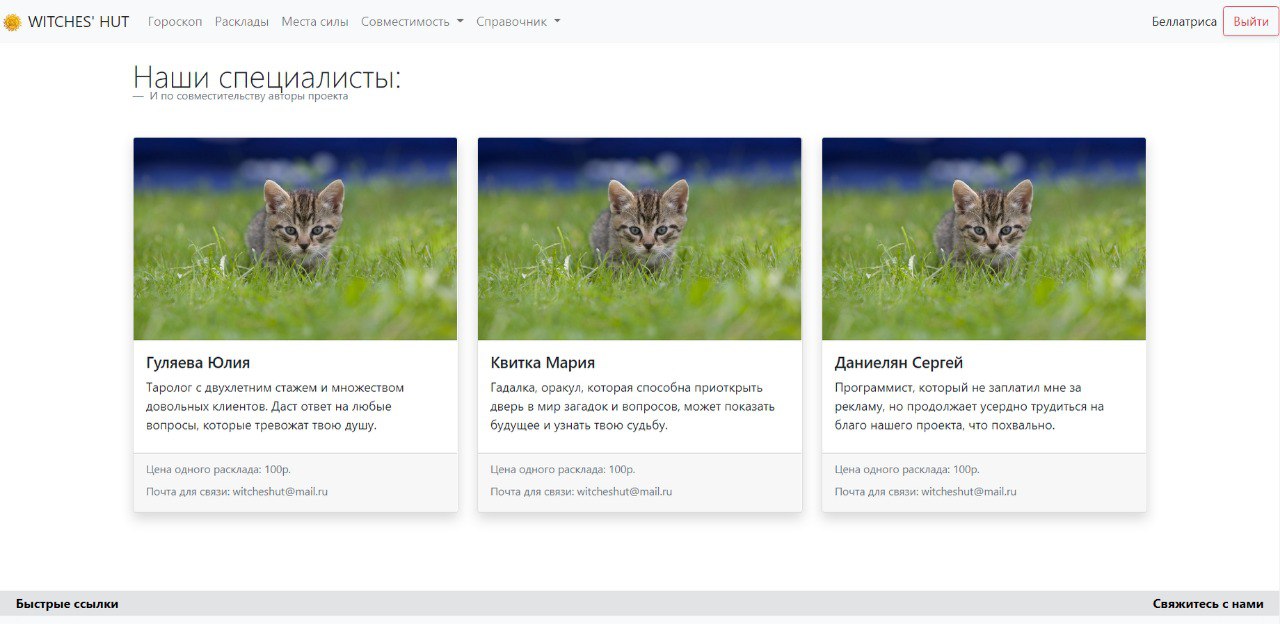 WITCHES' HUT Гороскоп Расклады Места силы Совместимость Справочник Беллатриса Выйти
Наши специалисты:
— И по совместительству авторы проекта
Гуляева Юлия
Таролог с двухлетним стажем и множеством
довольных клиентов. Даст ответ на любые
вопросы, которые тревожат твою душу.
Цена одного расклада: 100р.
Почта для связи: witcheshut@mail.ru
Квитка Мария
Гадалка, оракул, которая способна приоткрыть
дверь в мир загадок и вопросов, может показать
будущее и узнать твою судьбу.
Цена одного расклада: 100р.
Почта для связи: witcheshut@mail.ru
Даниелян Сергей
Программист, который не заплатил мне за
рекламу, но продолжает усердно трудиться на
благо нашего проекта, что похвально.
Цена одного расклада: 100р.
Почта для связи: witcheshut@mail.ru
Быстрые ссылки Свяжитесь с нами